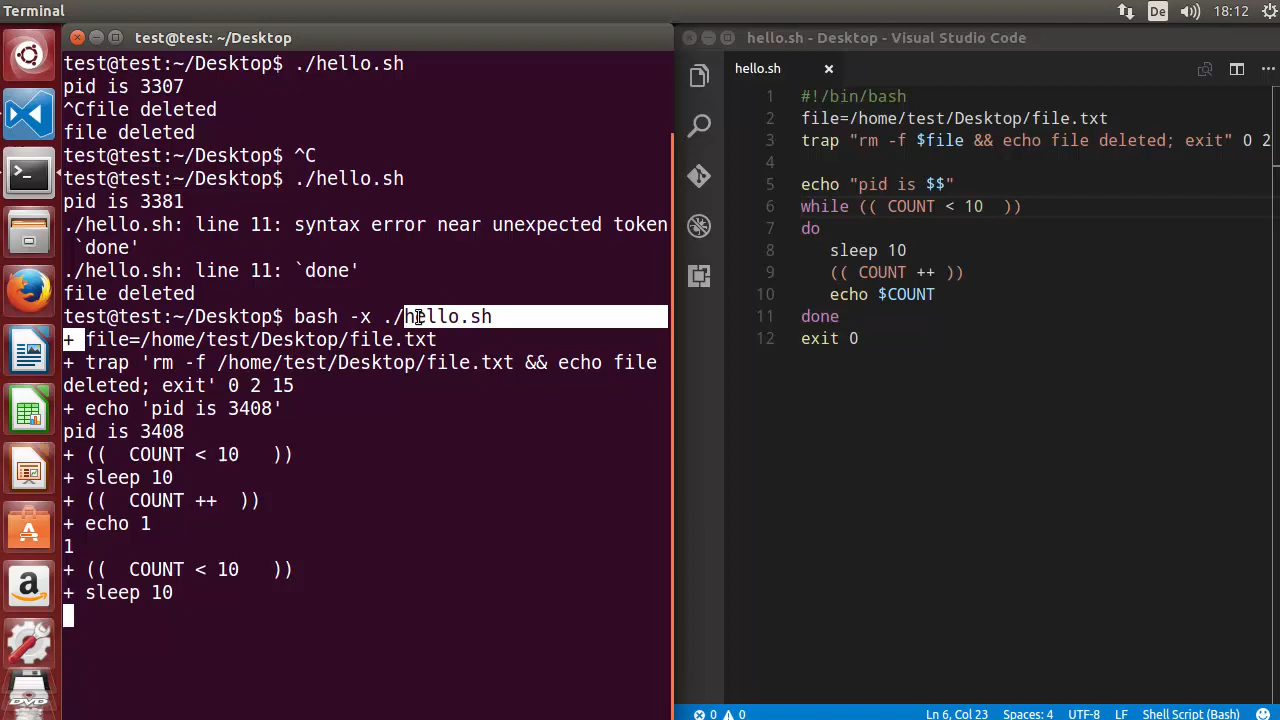 Terminal
De
18:12
test@test: ~/Desktop
test@test:~/Desktop$ ./hello.sh
pid is 3307
^Cfile deleted
file deleted
test@test:~/Desktop$ ^C
test@test:~/Desktop$ ./hello.sh
pid is 3381
./hello.sh: line 11: syntax error near unexpected token
`done'
./hello.sh: line 11: `done'
file deleted
test@test:~/Desktop$ bash -x ./hello.sh
+ file=/home/test/Desktop/file.txt
+ trap 'rm -f /home/test/Desktop/file.txt && echo file
deleted; exit' 0 2 15
+ echo 'pid is 3408'
pid is 3408
+ ((  COUNT < 10   ))
+ sleep 10
+ ((  COUNT ++  ))
+ echo 1
1
+ ((  COUNT < 10   ))
+ sleep 10
hello.sh - Desktop - Visual Studio Code
hello.sh
1 #!/bin/bash
2 file=/home/test/Desktop/file.txt
3 trap "rm -f $file && echo file deleted; exit" 0 2
4
5 echo "pid is $$"
6 while (( COUNT < 10  ))
7 do
8 sleep 10
9 (( COUNT ++ ))
10 echo $COUNT
11 done
12 exit 0
0 0
Ln 6, Col 23
Spaces: 4
UTF-8
LF
Shell Script (Bash)